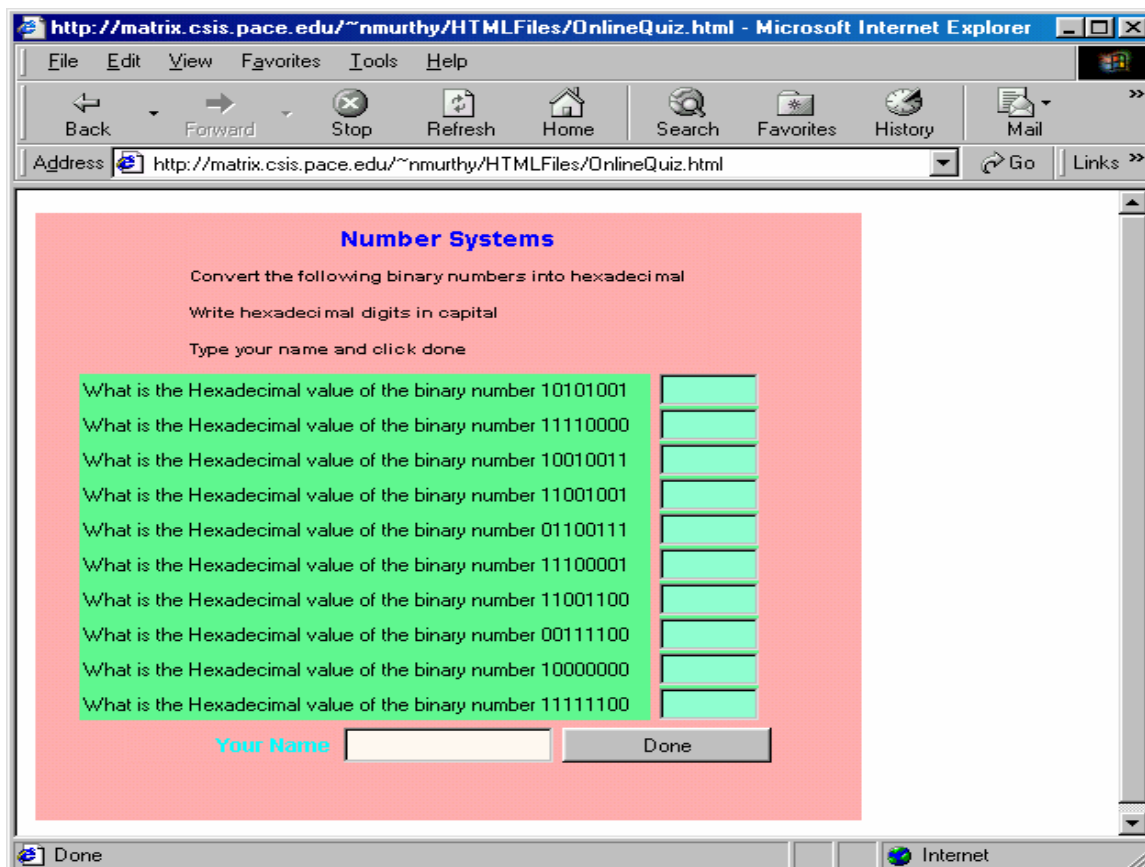 http://matrix.csis.pace.edu/~nmurthy/HTMLFiles/OnlineQuiz.html - Microsoft Internet Explorer
File Edit View Favorites Tools Help
Back Forward Stop Refresh Home Search Favorites History Mail »
Address http://matrix.csis.pace.edu/~nmurthy/HTMLFiles/OnlineQuiz.html Go Links »
Number Systems
Convert the following binary numbers into hexadecimal
Write hexadecimal digits in capital
Type your name and click done
What is the Hexadecimal value of the binary number 10101001
What is the Hexadecimal value of the binary number 11110000
What is the Hexadecimal value of the binary number 10010011
What is the Hexadecimal value of the binary number 11001001
What is the Hexadecimal value of the binary number 01100111
What is the Hexadecimal value of the binary number 11100001
What is the Hexadecimal value of the binary number 11001100
What is the Hexadecimal value of the binary number 00111100
What is the Hexadecimal value of the binary number 10000000
What is the Hexadecimal value of the binary number 11111100
Your Name Done
Done Internet